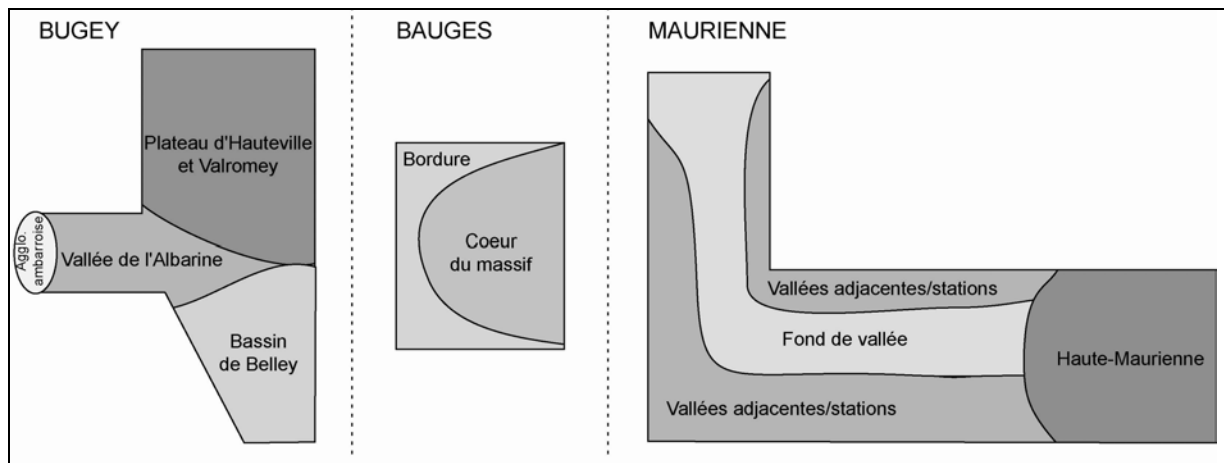 BUGEY
Plateau d'Hauteville
et Valromey
Agglo.
ambarroise
Vallée de l'Albarine
Bassin
de Belley
BAUGES
Bordure
Coeur
du massif
MAURIENNE
Vallées adjacentes/stations
Fond de vallée
Haute-Maurienne
Vallées adjacentes/stations